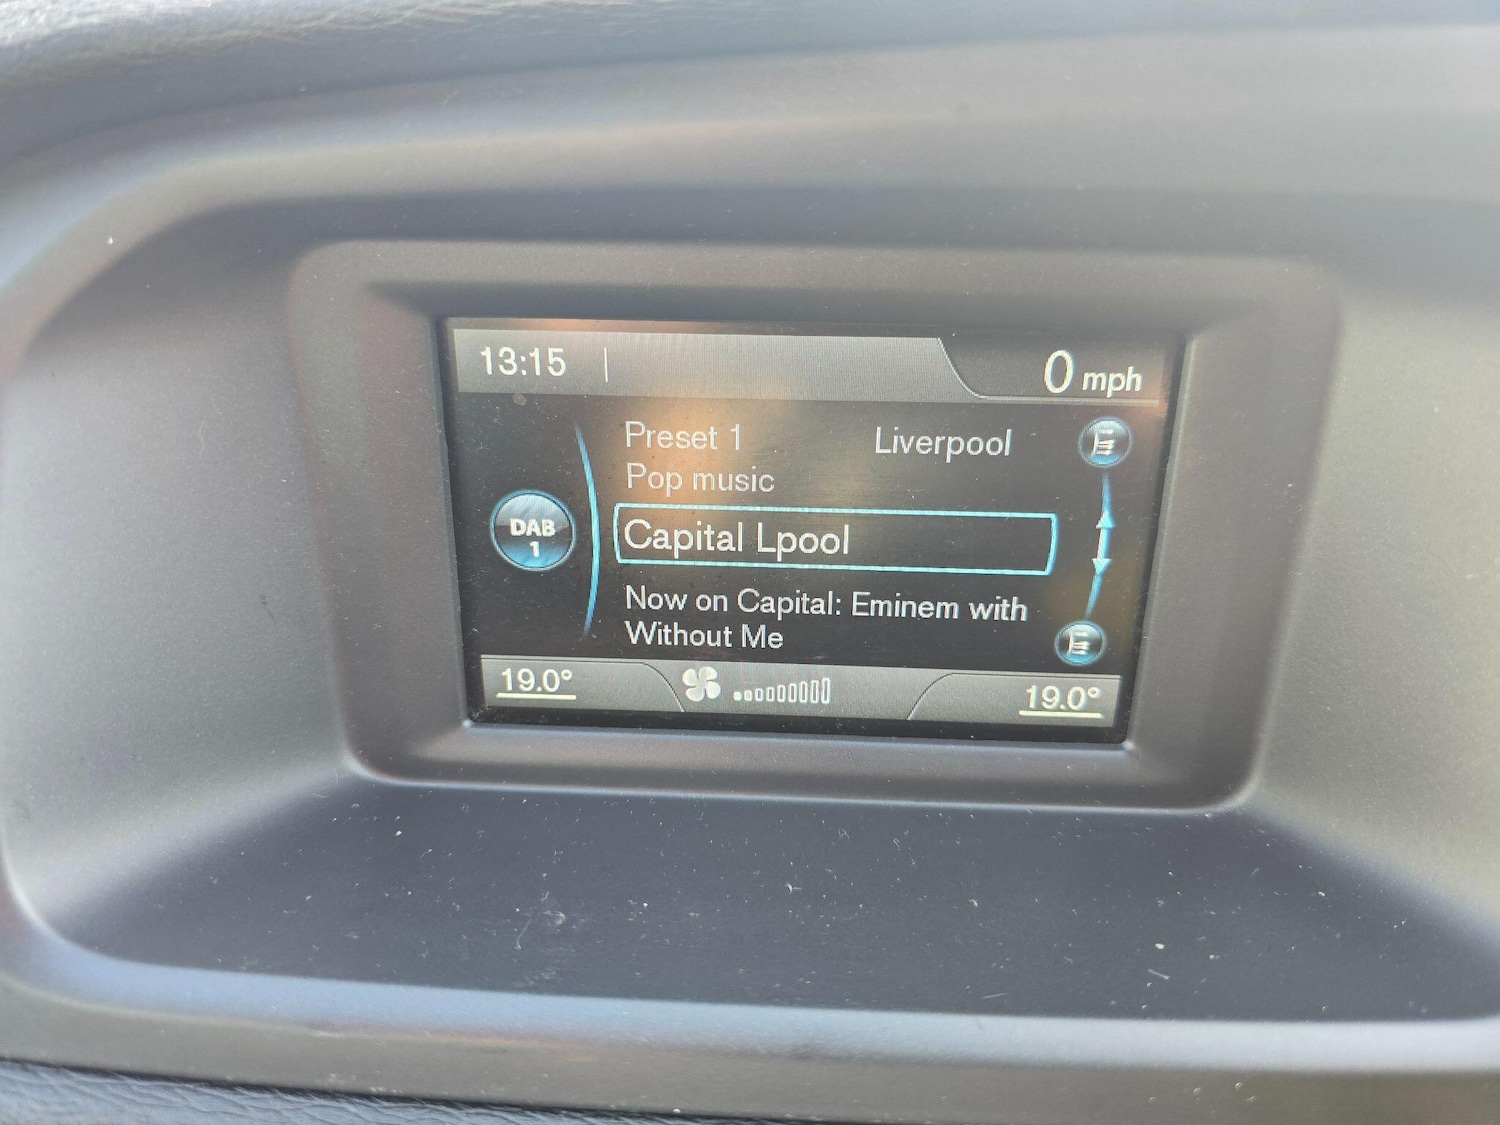 13:15
0 mph
Preset 1 Liverpool
Pop music
DAB
1
Capital Lpool
Now on Capital: Eminem with
Without Me
19.0°
19.0°